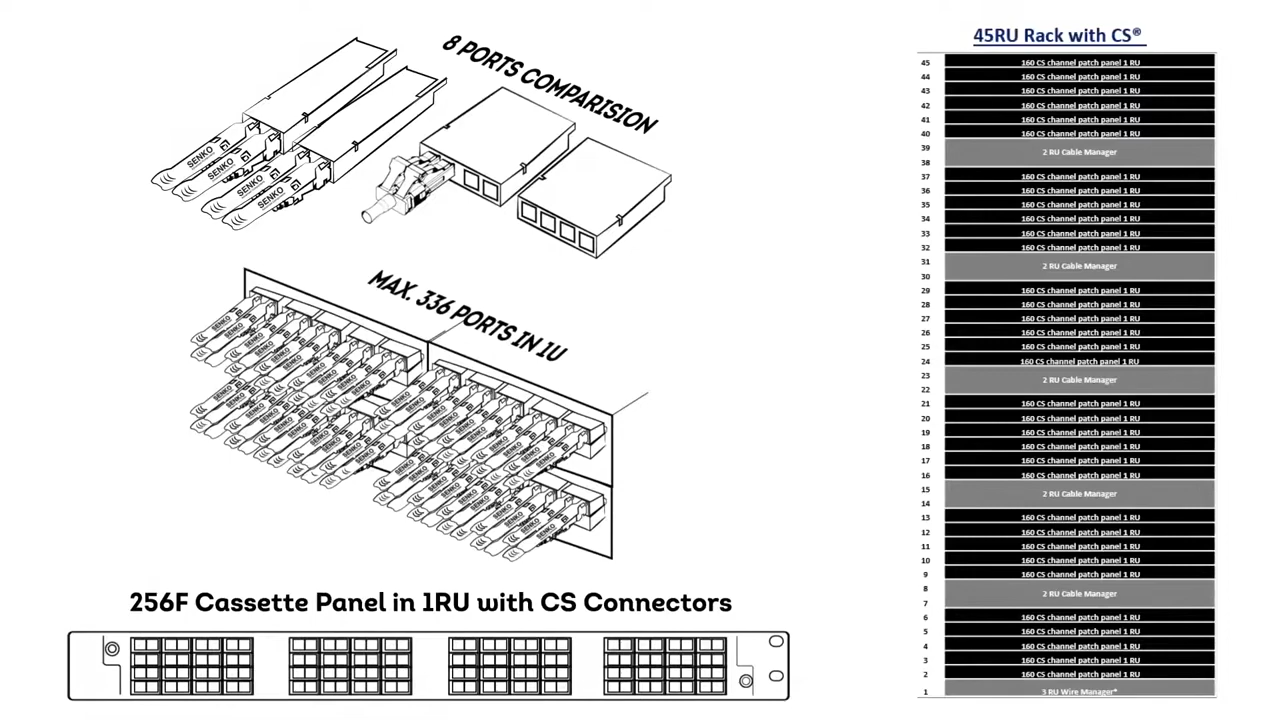 8 PORTS COMPARISION
SENKO
SENKO
SENKO
SENKO
MAX. 336 PORTS IN 1U
SENKO
SENKO
SENKO
SENKO
SENKO
SENKO
256F Cassette Panel in 1RU with CS Connectors
45RU Rack with CS®
45 160 CS channel patch panel 1 RU
44 160 CS channel patch panel 1 RU
43 160 CS channel patch panel 1 RU
42 160 CS channel patch panel 1 RU
41 160 CS channel patch panel 1 RU
40 160 CS channel patch panel 1 RU
39
2 RU Cable Manager
38
37 160 CS channel patch panel 1 RU
36 160 CS channel patch panel 1 RU
35 160 CS channel patch panel 1 RU
34 160 CS channel patch panel 1 RU
33 160 CS channel patch panel 1 RU
32 160 CS channel patch panel 1 RU
31
2 RU Cable Manager
30
29 160 CS channel patch panel 1 RU
28 160 CS channel patch panel 1 RU
27 160 CS channel patch panel 1 RU
26 160 CS channel patch panel 1 RU
25 160 CS channel patch panel 1 RU
24 160 CS channel patch panel 1 RU
23
2 RU Cable Manager
22
21 160 CS channel patch panel 1 RU
20 160 CS channel patch panel 1 RU
19 160 CS channel patch panel 1 RU
18 160 CS channel patch panel 1 RU
17 160 CS channel patch panel 1 RU
16 160 CS channel patch panel 1 RU
15
2 RU Cable Manager
14
13 160 CS channel patch panel 1 RU
12 160 CS channel patch panel 1 RU
11 160 CS channel patch panel 1 RU
10 160 CS channel patch panel 1 RU
9 160 CS channel patch panel 1 RU
8
2 RU Cable Manager
7
6 160 CS channel patch panel 1 RU
5 160 CS channel patch panel 1 RU
4 160 CS channel patch panel 1 RU
3 160 CS channel patch panel 1 RU
2 160 CS channel patch panel 1 RU
1 3 RU Wire Manager*